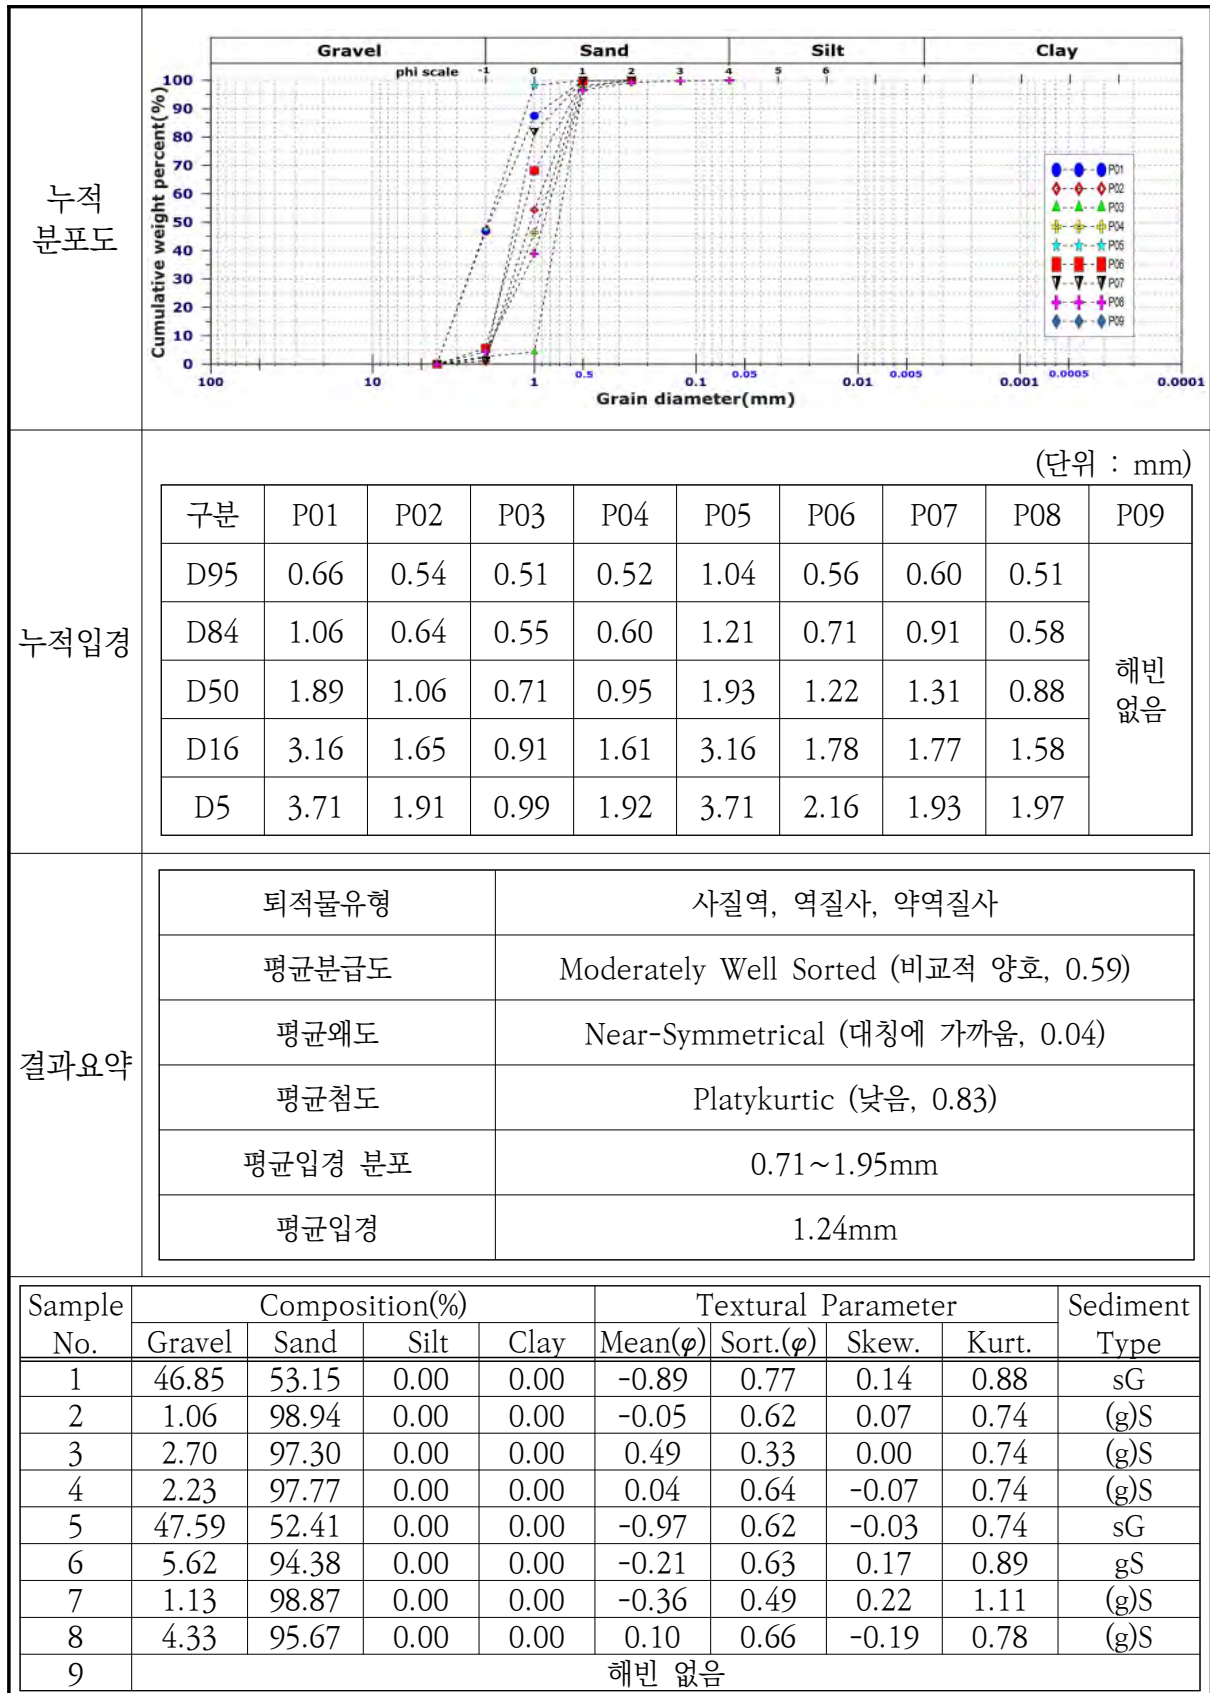 누적
분포도
Gravel Sand Silt Clay
phi scale -1 0 1 2 3 4 5 6
Cumulative weight percent(%)
100
90
80
70
60
50
40
30
20
10
0
100 10 1 0.5 0.1 0.05 0.01 0.005 0.001 0.0005 0.0001
Grain diameter(mm)
P01
P02
P03
P04
P05
P06
P07
P08
P09
누적입경
(단위 : mm)
구분 P01 P02 P03 P04 P05 P06 P07 P08 P09
D95 0.66 0.54 0.51 0.52 1.04 0.56 0.60 0.51
D84 1.06 0.64 0.55 0.60 1.21 0.71 0.91 0.58
D50 1.89 1.06 0.71 0.95 1.93 1.22 1.31 0.88
D16 3.16 1.65 0.91 1.61 3.16 1.78 1.77 1.58
D5 3.71 1.91 0.99 1.92 3.71 2.16 1.93 1.97
해빈
없음
결과요약
퇴적물유형 사질역, 역질사, 약역질사
평균분급도 Moderately Well Sorted (비교적 양호, 0.59)
평균왜도 Near-Symmetrical (대칭에 가까움, 0.04)
평균첨도 Platykurtic (낮음, 0.83)
평균입경 분포 0.71~1.95mm
평균입경 1.24mm
Sample Composition(%) Textural Parameter Sediment
No. Gravel Sand Silt Clay Mean(φ) Sort.(φ) Skew. Kurt. Type
1 46.85 53.15 0.00 0.00 -0.89 0.77 0.14 0.88 sG
2 1.06 98.94 0.00 0.00 -0.05 0.62 0.07 0.74 (g)S
3 2.70 97.30 0.00 0.00 0.49 0.33 0.00 0.74 (g)S
4 2.23 97.77 0.00 0.00 0.04 0.64 -0.07 0.74 (g)S
5 47.59 52.41 0.00 0.00 -0.97 0.62 -0.03 0.74 sG
6 5.62 94.38 0.00 0.00 -0.21 0.63 0.17 0.89 gS
7 1.13 98.87 0.00 0.00 -0.36 0.49 0.22 1.11 (g)S
8 4.33 95.67 0.00 0.00 0.10 0.66 -0.19 0.78 (g)S
9 해빈 없음